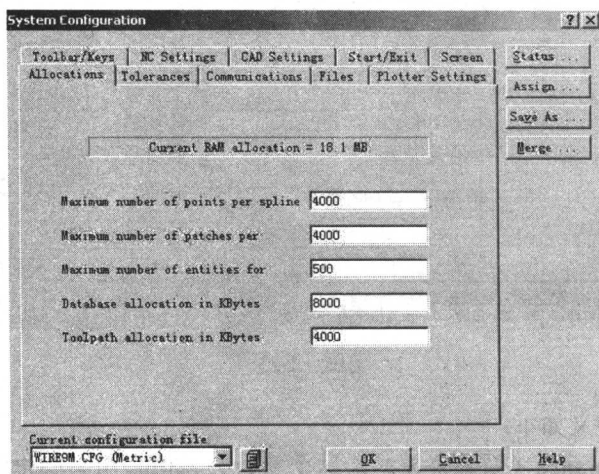 System Configuration
Toolbar/Keys NC Settings CAD Settings Start/Exit Screen
Allocations Tolerances Communications Files Plotter Settings
Status ...
Assign ...
Save As ...
Merge ...
Current RAM allocation = 18.1 MB
Maximum number of points per spline 4000
Maximum number of patches per 4000
Maximum number of entities for 500
Database allocation in KBytes 8000
Toolpath allocation in KBytes 4000
Current configuration file
WIRE9M.CFG (Metric)
OK Cancel Help